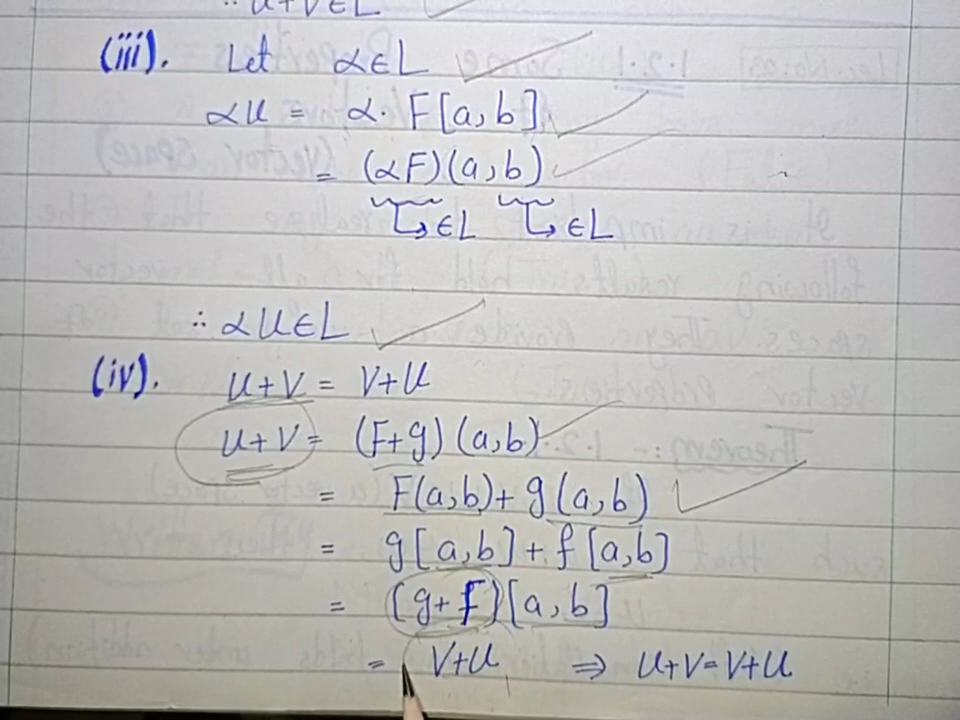 ∴ U+V∈L
(iii). Let α∈L
αu = α. F[a,b]
= (αF)(a,b)
∈L ∈L
∴ αU∈L
(iv). U+V = V+U
U+V = (F+g)(a,b)
= F(a,b)+g(a,b)
= g[a,b]+f[a,b]
= (g+f)[a,b]
= V+U ⇒ U+V=V+U